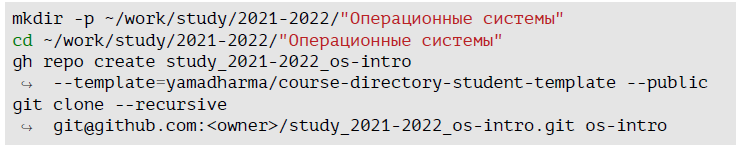 mkdir -p ~/work/study/2021-2022/"Операционные системы"
cd ~/work/study/2021-2022/"Операционные системы"
gh repo create study_2021-2022_os-intro
↪ --template=yamadharma/course-directory-student-template --public
git clone --recursive
↪ git@github.com:<owner>/study_2021-2022_os-intro.git os-intro